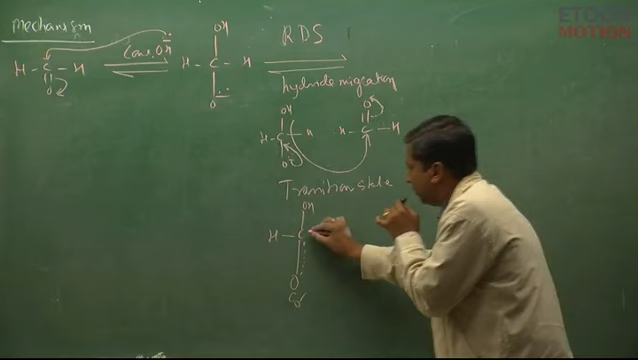 Mechanism
ETOOS
MOTION
OH
RDS
Conc. OH
H - C - H
H - C - H
O
O
hydride migration
OH
O
H - C - H
H - C - H
O
Transition state
OH
H - C
O